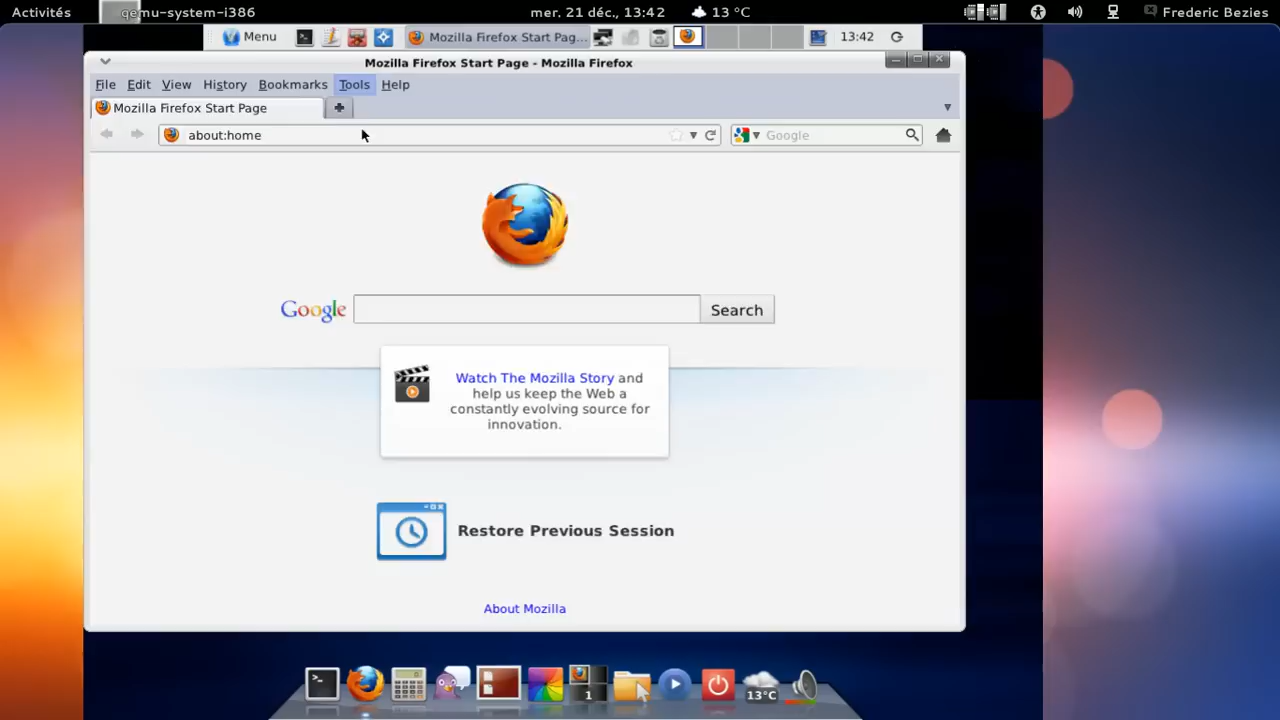 Activités qemu-system-i386 mer. 21 déc., 13:42 13 °C Frederic Bezies
Menu Mozilla Firefox Start Pag... 13:42
Mozilla Firefox Start Page - Mozilla Firefox
File Edit View History Bookmarks Tools Help
Mozilla Firefox Start Page
about:home Google
Google Search
Watch The Mozilla Story and
help us keep the Web a
constantly evolving source for
innovation.
Restore Previous Session
About Mozilla
1 13°C